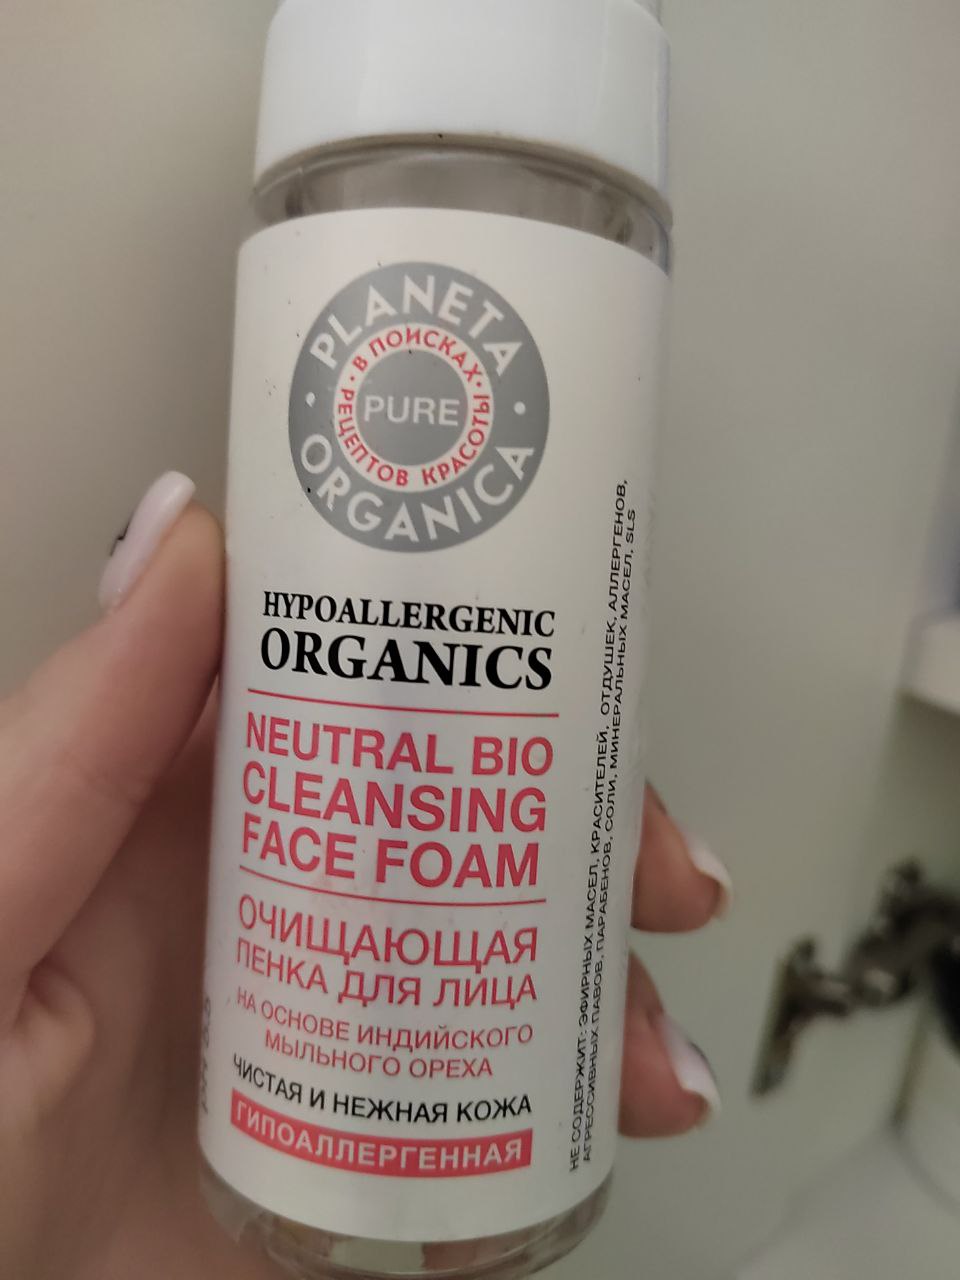 PLANETA ORGANICA
В ПОИСКАХ РЕЦЕПТОВ КРАСОТЫ
PURE
HYPOALLERGENIC
ORGANICS
NEUTRAL BIO
CLEANSING
FACE FOAM
ОЧИЩАЮЩАЯ
ПЕНКА ДЛЯ ЛИЦА
НА ОСНОВЕ ИНДИЙСКОГО
МЫЛЬНОГО ОРЕХА
ЧИСТАЯ И НЕЖНАЯ КОЖА
ГИПОАЛЛЕРГЕННАЯ
НЕ СОДЕРЖИТ: ЭФИРНЫХ МАСЕЛ, КРАСИТЕЛЕЙ, ОТДУШЕК, АЛЛЕРГЕНОВ,
АГРЕССИВНЫХ ПАВОВ, ПАРАБЕНОВ, СОЛИ, МИНЕРАЛЬНЫХ МАСЕЛ, SLS